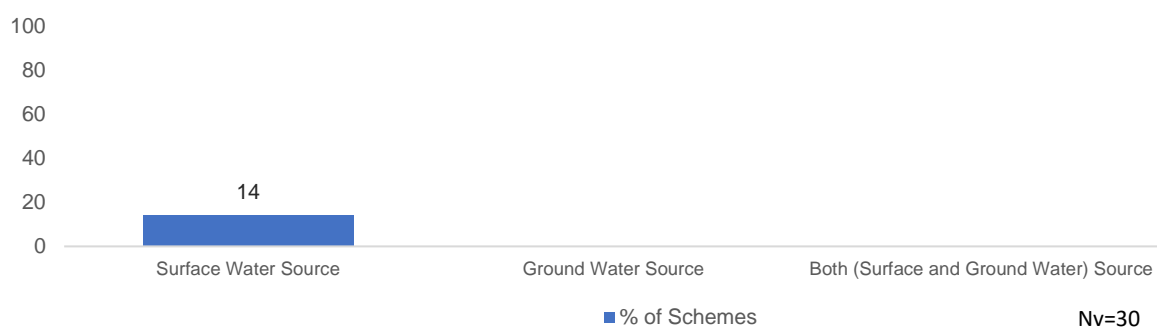 100
80
60
40
20
0
14
Surface Water Source
Ground Water Source
Both (Surface and Ground Water) Source
% of Schemes
Nv=30